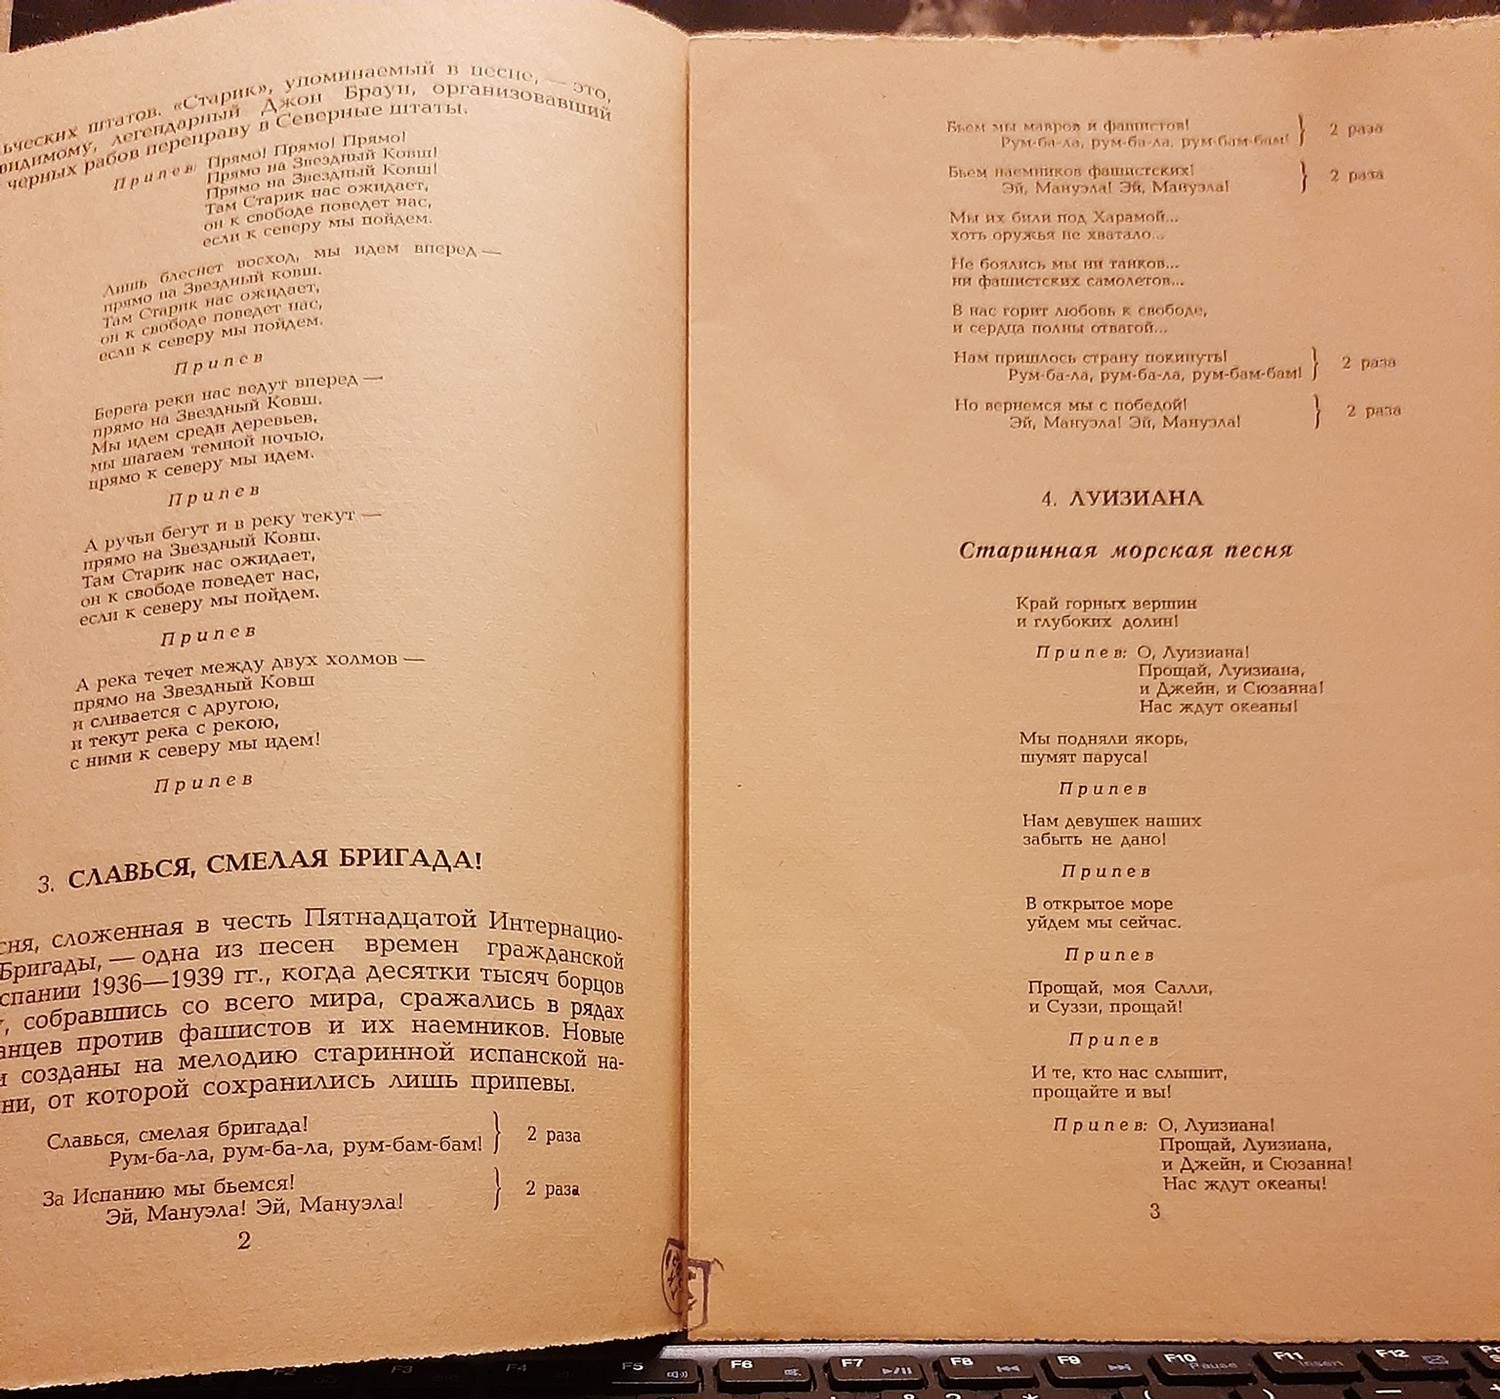 ьческих штатов. «Старик», упоминаемый в песне, — это,
видимому, легендарный Джон Браун, организовавший
черных рабов переправу в Северные штаты.
Припев: Прямо! Прямо! Прямо!
Прямо на Звездный Ковш!
Прямо на Звездный Ковш!
Там Старик нас ожидает,
он к свободе поведет нас,
если к северу мы пойдем.
Лишь блеснет восход, мы идем вперед —
прямо на Звездный Ковш.
Там Старик нас ожидает,
он к свободе поведет нас,
если к северу мы пойдем.
Припев
Берега реки нас ведут вперед —
прямо на Звездный Ковш.
Мы идем среди деревьев,
мы шагаем темной ночью,
прямо к северу мы идем.
Припев
А ручьи бегут и в реку текут —
прямо на Звездный Ковш.
Там Старик нас ожидает,
он к свободе поведет нас,
если к северу мы пойдем.
Припев
А река течет между двух холмов —
прямо на Звездный Ковш
и сливается с другою,
и текут река с рекою,
с ними к северу мы идем!
Припев
3. СЛАВЬСЯ, СМЕЛАЯ БРИГАДА!
сня, сложенная в честь Пятнадцатой Интернацио-
Бригады, — одна из песен времен гражданской
спании 1936—1939 гг., когда десятки тысяч борцов
, собравшись со всего мира, сражались в рядах
анцев против фашистов и их наемников. Новые
и созданы на мелодию старинной испанской на-
ни, от которой сохранились лишь припевы.
Славься, смелая бригада!
Рум-ба-ла, рум-ба-ла, рум-бам-бам! } 2 раза
За Испанию мы бьемся!
Эй, Мануэла! Эй, Мануэла! } 2 раза
2
Бьем мы мавров и фашистов!
Рум-ба-ла, рум-ба-ла, рум-бам-бам! } 2 раза
Бьем наемников фашистских!
Эй, Мануэла! Эй, Мануэла! } 2 раза
Мы их били под Харамой...
хоть оружья не хватало...
Не боялись мы ни танков...
ни фашистских самолетов...
В нас горит любовь к свободе,
и сердца полны отвагой...
Нам пришлось страну покинуть!
Рум-ба-ла, рум-ба-ла, рум-бам-бам! } 2 раза
Но вернемся мы с победой!
Эй, Мануэла! Эй, Мануэла! } 2 раза
4. ЛУИЗИАНА
Старинная морская песня
Край горных вершин
и глубоких долин!
Припев: О, Луизиана!
Прощай, Луизиана,
и Джейн, и Сюзанна!
Нас ждут океаны!
Мы подняли якорь,
шумят паруса!
Припев
Нам девушек наших
забыть не дано!
Припев
В открытое море
уйдем мы сейчас.
Припев
Прощай, моя Салли,
и Суззи, прощай!
Припев
И те, кто нас слышит,
прощайте и вы!
Припев: О, Луизиана!
Прощай, Луизиана,
и Джейн, и Сюзанна!
Нас ждут океаны!
3
F2 F3 F4 F5 F6 F7 F8 F9 F10 Pause F11 Insert F12